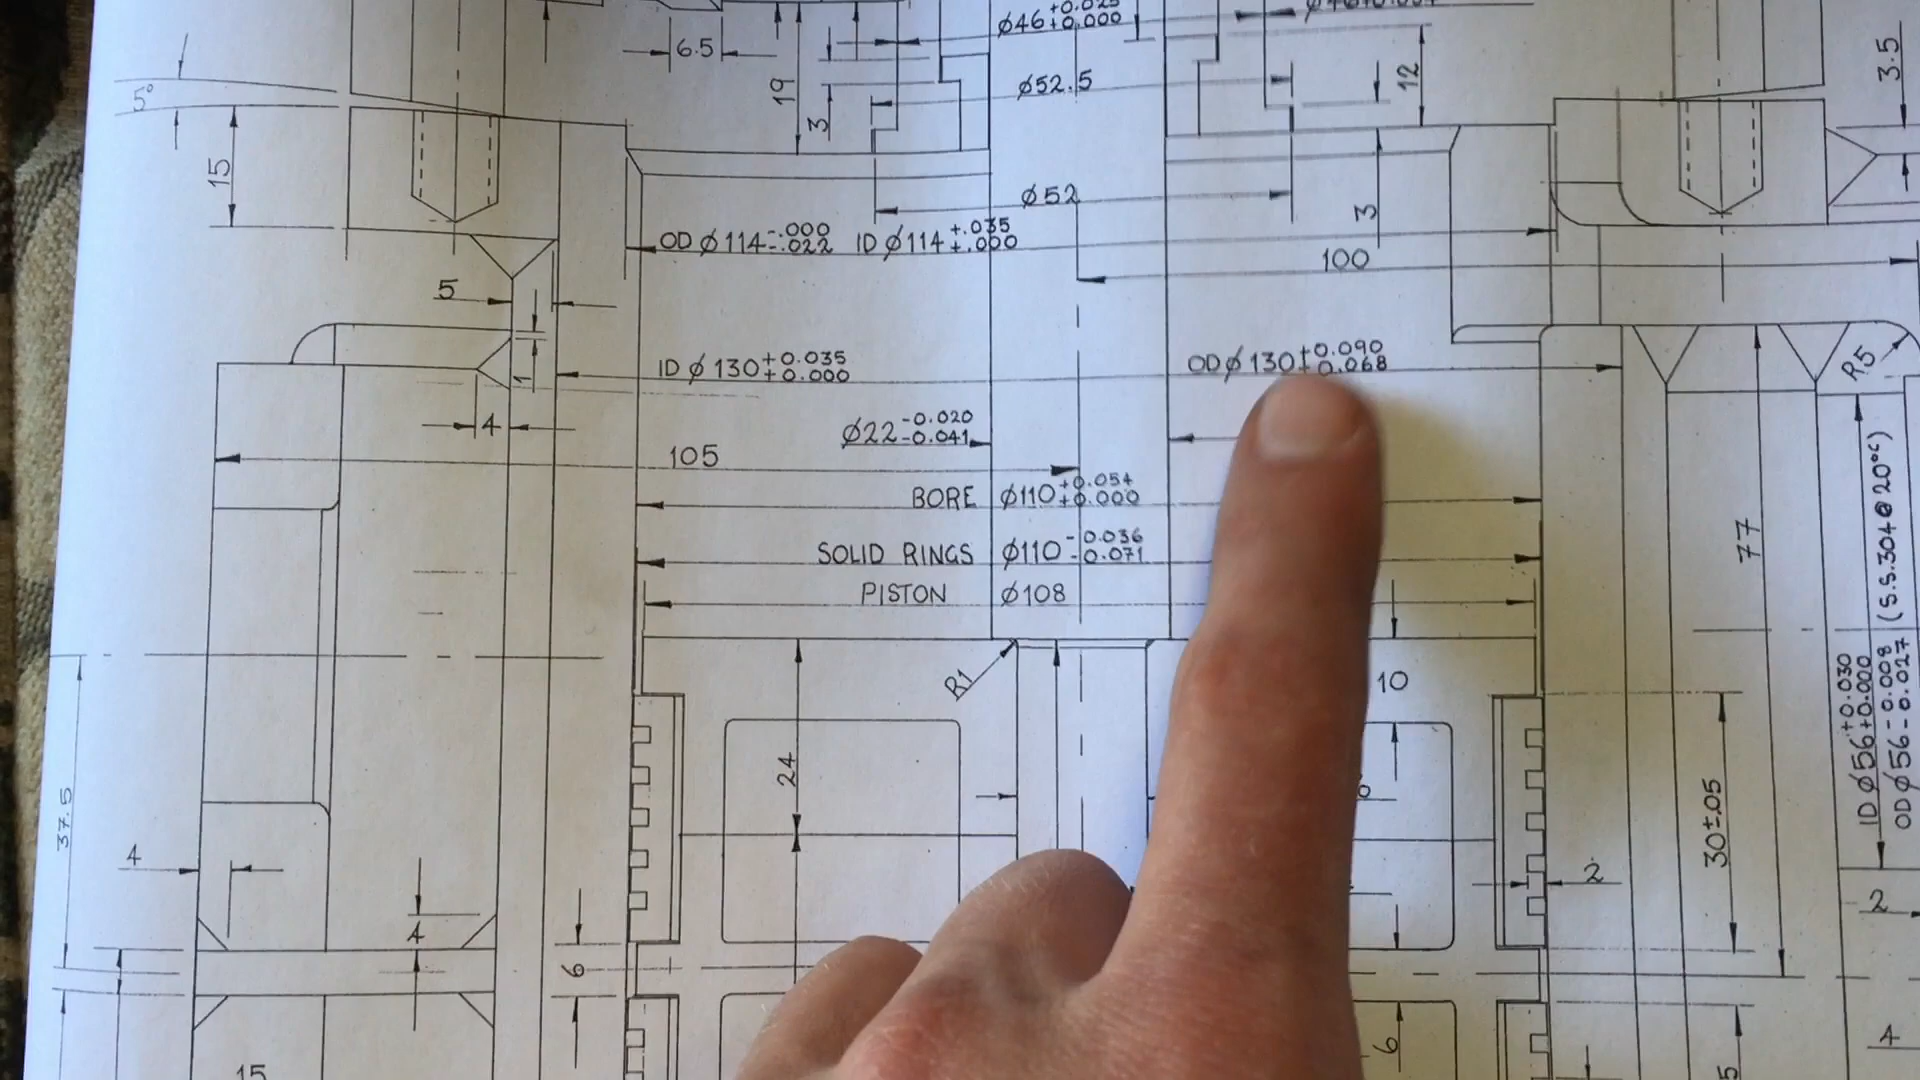 Ø46 +0.025 +0.000
6.5
19
3
Ø52.5
12
3.5
5°
15
Ø52
3
OD Ø114 -.000 -.022 ID Ø114 +.035 +.000
100
5
ID Ø130 +0.035 +0.000
OD Ø130 +0.090 +0.068
1
R5
4
Ø22 -0.020 -0.041
105
BORE Ø110 +0.054 +0.000
SOLID RINGS Ø110 -0.036 -0.071
PISTON Ø108
77
(S.S.304@20°C)
ID Ø56 +0.030 +0.000
OD Ø56 -0.008 -0.027
R1
10
24
37.5
30±.05
4
2
2
4
6
6
4
15
5